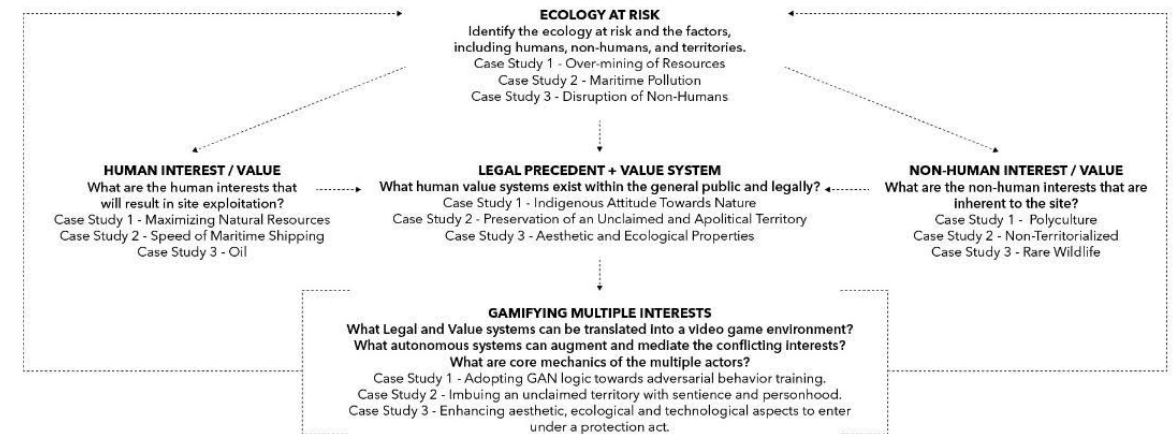 ECOLOGY AT RISK
Identify the ecology at risk and the factors,
including humans, non-humans, and territories.
Case Study 1 - Over-mining of Resources
Case Study 2 - Maritime Pollution
Case Study 3 - Disruption of Non-Humans
HUMAN INTEREST / VALUE
What are the human interests that
will result in site exploitation?
Case Study 1 - Maximizing Natural Resources
Case Study 2 - Speed of Maritime Shipping
Case Study 3 - Oil
LEGAL PRECEDENT + VALUE SYSTEM
What human value systems exist within the general public and legally?
Case Study 1 - Indigenous Attitude Towards Nature
Case Study 2 - Preservation of an Unclaimed and Apolitical Territory
Case Study 3 - Aesthetic and Ecological Properties
NON-HUMAN INTEREST / VALUE
What are the non-human interests that are
inherent to the site?
Case Study 1 - Polyculture
Case Study 2 - Non-Territorialized
Case Study 3 - Rare Wildlife
GAMIFYING MULTIPLE INTERESTS
What Legal and Value systems can be translated into a video game environment?
What autonomous systems can augment and mediate the conflicting interests?
What are core mechanics of the multiple actors?
Case Study 1 - Adopting GAN logic towards adversarial behavior training.
Case Study 2 - Imbuing an unclaimed territory with sentience and personhood.
Case Study 3 - Enhancing aesthetic, ecological and technological aspects to enter
under a protection act.